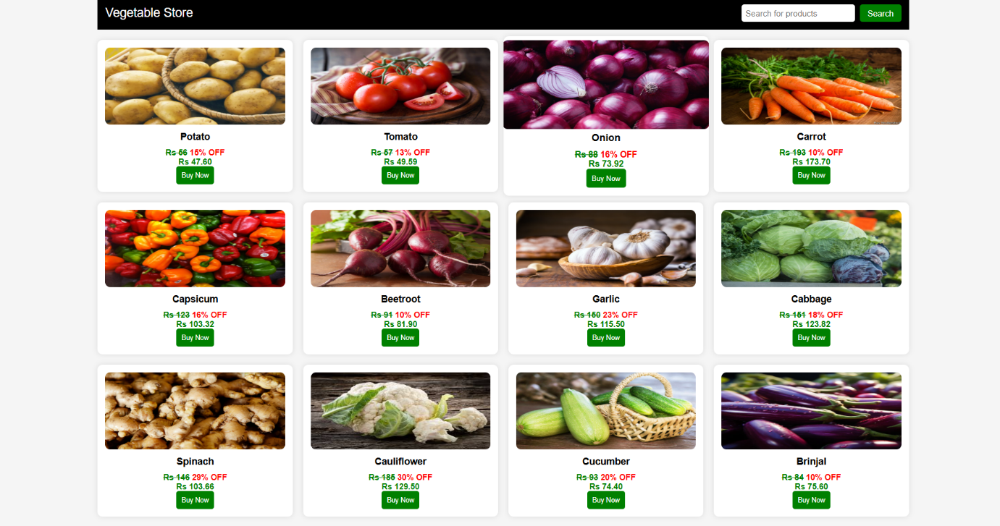 Vegetable Store
Search for products
Search
Potato
Rs 56 15% OFF
Rs 47.60
Buy Now
Tomato
Rs 57 13% OFF
Rs 49.59
Buy Now
Onion
Rs 88 16% OFF
Rs 73.92
Buy Now
Carrot
Rs 193 10% OFF
Rs 173.70
Buy Now
Capsicum
Rs 123 16% OFF
Rs 103.32
Buy Now
Beetroot
Rs 91 10% OFF
Rs 81.90
Buy Now
Garlic
Rs 150 23% OFF
Rs 115.50
Buy Now
Cabbage
Rs 151 18% OFF
Rs 123.82
Buy Now
Spinach
Rs 146 29% OFF
Rs 103.66
Buy Now
Cauliflower
Rs 185 30% OFF
Rs 129.50
Buy Now
Cucumber
Rs 93 20% OFF
Rs 74.40
Buy Now
Brinjal
Rs 84 10% OFF
Rs 75.60
Buy Now